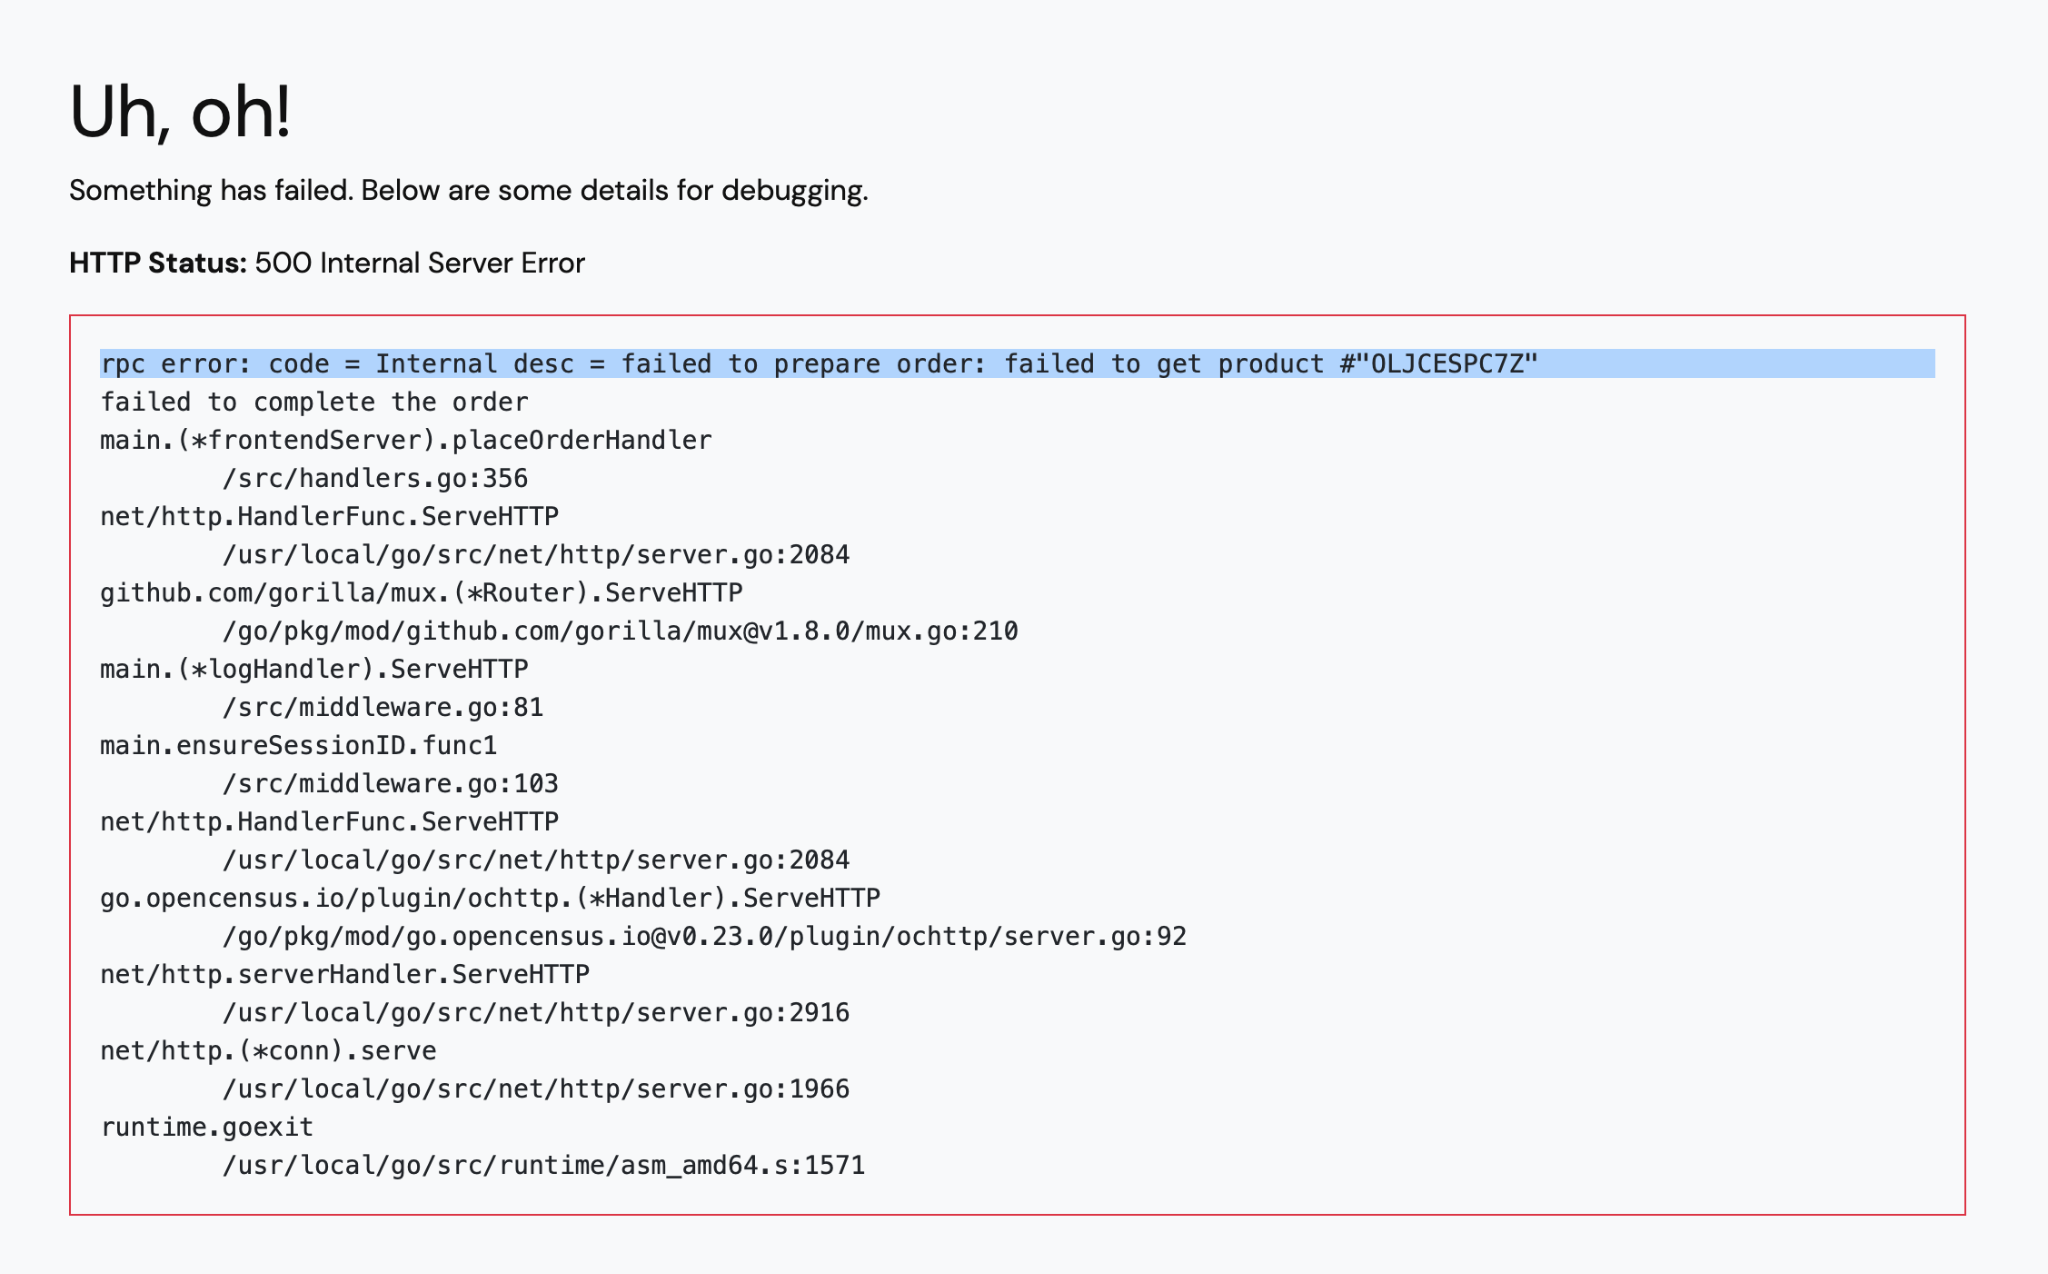 Uh, oh!
Something has failed. Below are some details for debugging.
HTTP Status: 500 Internal Server Error
rpc error: code = Internal desc = failed to prepare order: failed to get product #"OLJCESPC7Z"
failed to complete the order
main.(*frontendServer).placeOrderHandler
	/src/handlers.go:356
net/http.HandlerFunc.ServeHTTP
	/usr/local/go/src/net/http/server.go:2084
github.com/gorilla/mux.(*Router).ServeHTTP
	/go/pkg/mod/github.com/gorilla/mux@v1.8.0/mux.go:210
main.(*logHandler).ServeHTTP
	/src/middleware.go:81
main.ensureSessionID.func1
	/src/middleware.go:103
net/http.HandlerFunc.ServeHTTP
	/usr/local/go/src/net/http/server.go:2084
go.opencensus.io/plugin/ochttp.(*Handler).ServeHTTP
	/go/pkg/mod/go.opencensus.io@v0.23.0/plugin/ochttp/server.go:92
net/http.serverHandler.ServeHTTP
	/usr/local/go/src/net/http/server.go:2916
net/http.(*conn).serve
	/usr/local/go/src/net/http/server.go:1966
runtime.goexit
	/usr/local/go/src/runtime/asm_amd64.s:1571